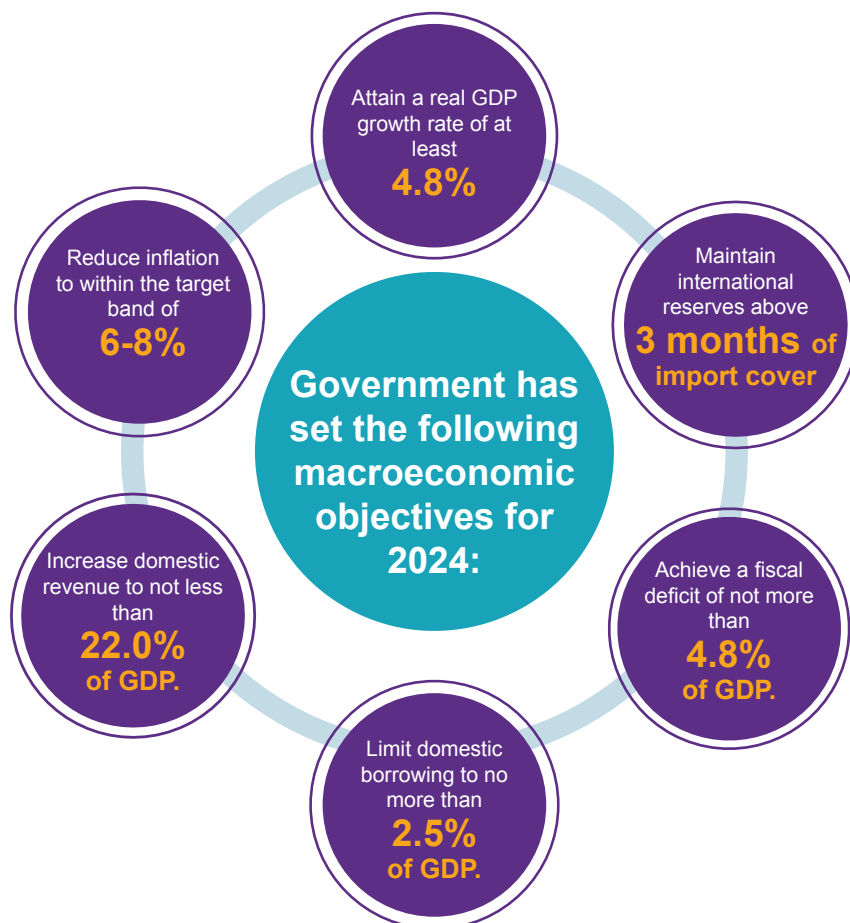 Government has
set the following
macroeconomic
objectives for
2024:
Attain a real GDP
growth rate of at
least
4.8%
Maintain
international
reserves above
3 months of
import cover
Achieve a fiscal
deficit of not more
than
4.8%
of GDP.
Limit domestic
borrowing to no
more than
2.5%
of GDP.
Increase domestic
revenue to not less
than
22.0%
of GDP.
Reduce inflation
to within the target
band of
6-8%